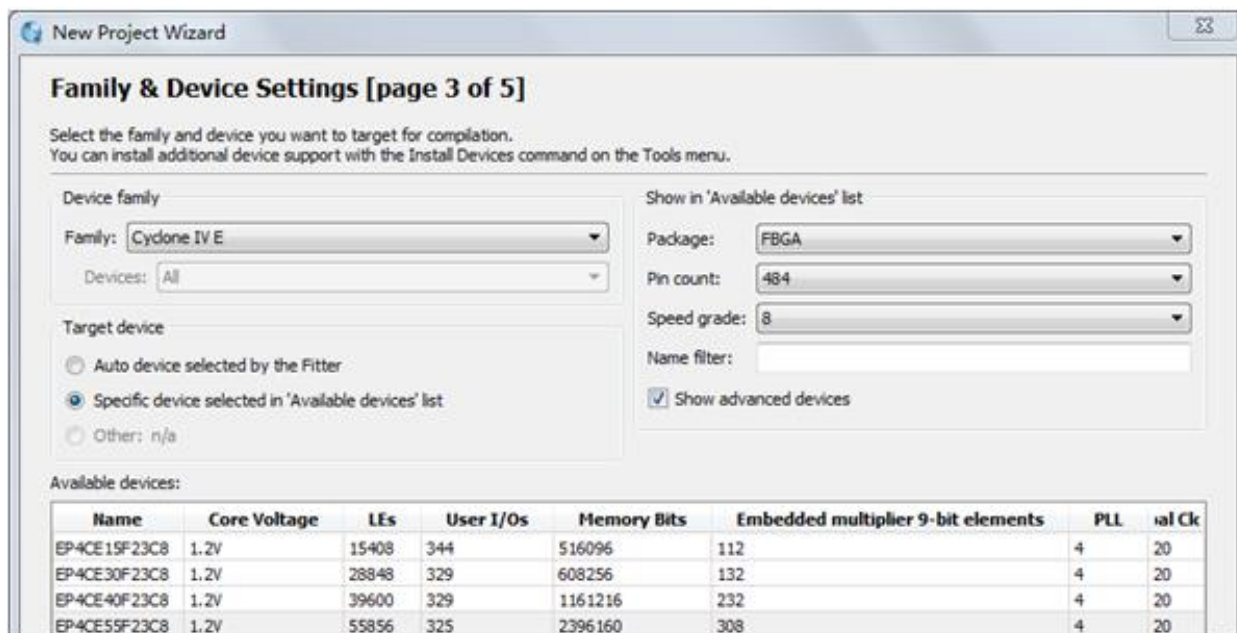 New Project Wizard
Family & Device Settings [page 3 of 5]
Select the family and device you want to target for compilation.
You can install additional device support with the Install Devices command on the Tools menu.
Device family
Family: Cyclone IV E
Devices: All
Target device
Auto device selected by the Fitter
Specific device selected in 'Available devices' list
Other: n/a
Show in 'Available devices' list
Package: FBGA
Pin count: 484
Speed grade: 8
Name filter:
Show advanced devices
Available devices:
Name Core Voltage LEs User I/Os Memory Bits Embedded multiplier 9-bit elements PLL al Ck
EP4CE15F23C8 1.2V 15408 344 516096 112 4 20
EP4CE30F23C8 1.2V 28848 329 608256 132 4 20
EP4CE40F23C8 1.2V 39600 329 1161216 232 4 20
EP4CE55F23C8 1.2V 55856 325 2396160 308 4 20